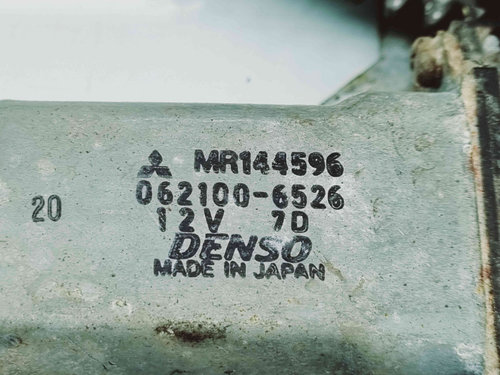 MR144596
062100-6526
20
12V 7D
DENSO
MADE IN JAPAN